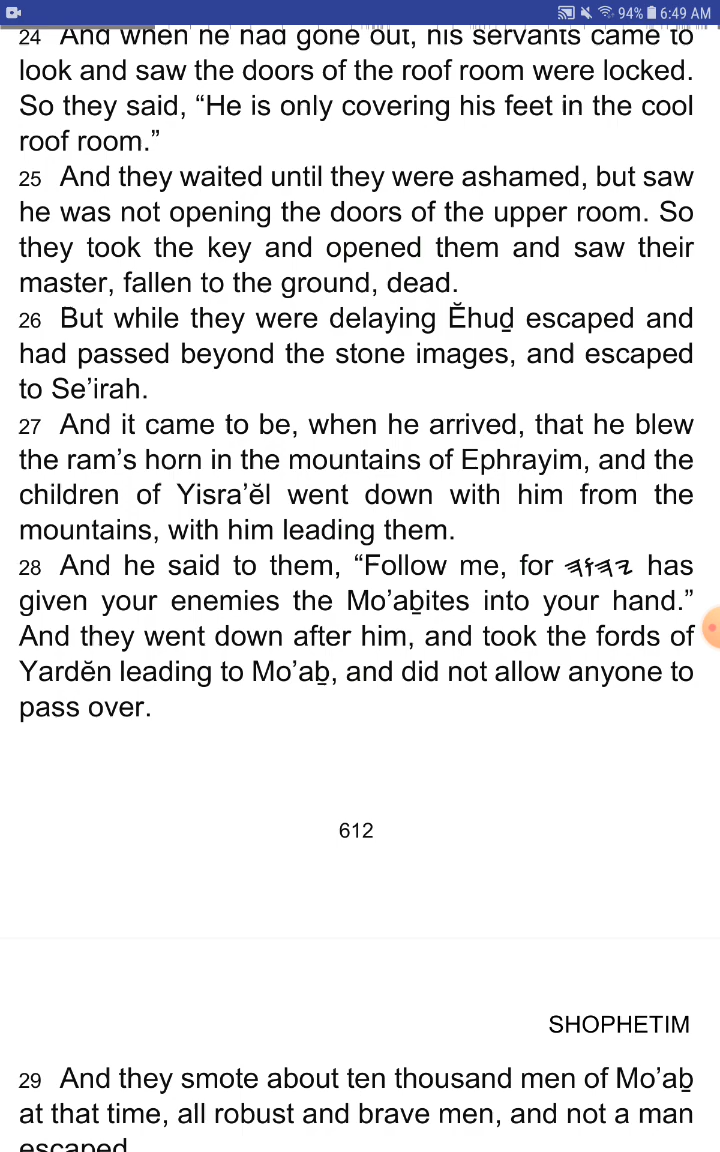 94% 6:49 AM
24 And when he had gone out, his servants came to
look and saw the doors of the roof room were locked.
So they said, “He is only covering his feet in the cool
roof room.”
25 And they waited until they were ashamed, but saw
he was not opening the doors of the upper room. So
they took the key and opened them and saw their
master, fallen to the ground, dead.
26 But while they were delaying Ĕhuḏ escaped and
had passed beyond the stone images, and escaped
to Se’irah.
27 And it came to be, when he arrived, that he blew
the ram’s horn in the mountains of Ephrayim, and the
children of Yisra’ĕl went down with him from the
mountains, with him leading them.
28 And he said to them, “Follow me, for 𐤉𐤄𐤅𐤄 has
given your enemies the Mo’aḇites into your hand.”
And they went down after him, and took the fords of
Yardĕn leading to Mo’aḇ, and did not allow anyone to
pass over.
612
SHOPHETIM
29 And they smote about ten thousand men of Mo’aḇ
at that time, all robust and brave men, and not a man
escaped